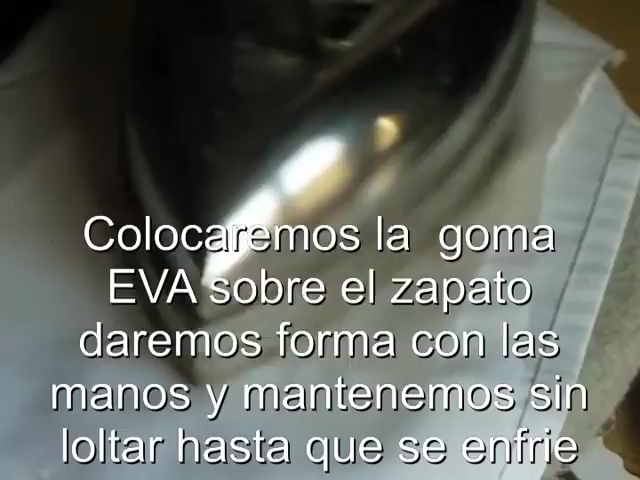 Colocaremos la goma
EVA sobre el zapato
daremos forma con las
manos y mantenemos sin
loltar hasta que se enfrie